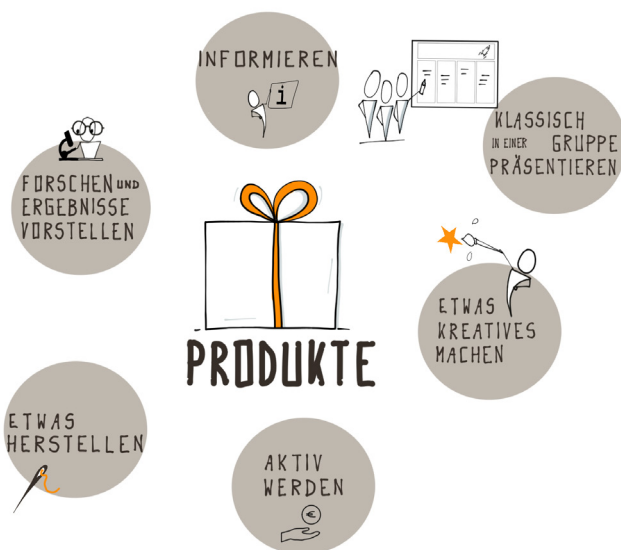 INFORMIEREN
i
KLASSISCH
IN EINER GRUPPE
PRÄSENTIEREN
FORSCHEN UND
ERGEBNISSE
VORSTELLEN
ETWAS
KREATIVES
MACHEN
PRODUKTE
ETWAS
HERSTELLEN
AKTIV
WERDEN
€